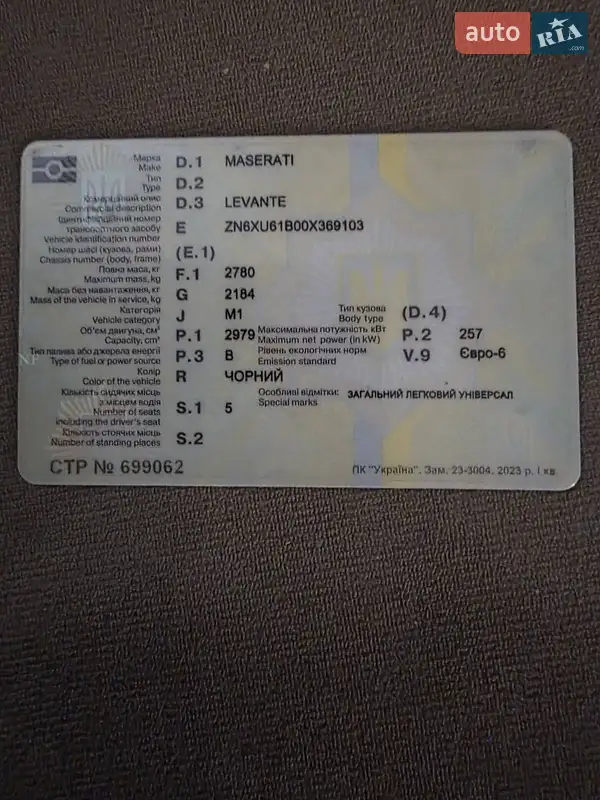 auto RIA .com
Марка
Make D.1 MASERATI
Тип
Type D.2
Комерційний опис
Commercial description D.3 LEVANTE
Ідентифікаційний номер
транспортного засобу
Vehicle identification number E ZN6XU61B00X369103
Номер шасі (кузова, рами)
Chassis number (body, frame) (E.1)
Повна маса, кг
Maximum mass, kg F.1 2780
Маса без навантаження, кг
Mass of the vehicle in service, kg G 2184
Категорія
Vehicle category J M1
Тип кузова
Body type (D.4)
Об'єм двигуна, см³
Capacity, cm³ P.1 2979
Максимальна потужність кВт
Maximum net power (in kW) P.2 257
Тип палива або джерела енергії
Type of fuel or power source P.3 B
Рівень екологічних норм
Emission standard V.9 Євро-6
Колір
Color of the vehicle R ЧОРНИЙ
Особливі відмітки: ЗАГАЛЬНИЙ ЛЕГКОВИЙ УНІВЕРСАЛ
Special marks
Кількість сидячих місць
з місцем водія
Number of seats
including the driver's seat S.1 5
Кількість стоячих місць
Number of standing places S.2
СТР № 699062
ПК "Україна". Зам. 23-3004. 2023 р. І кв.